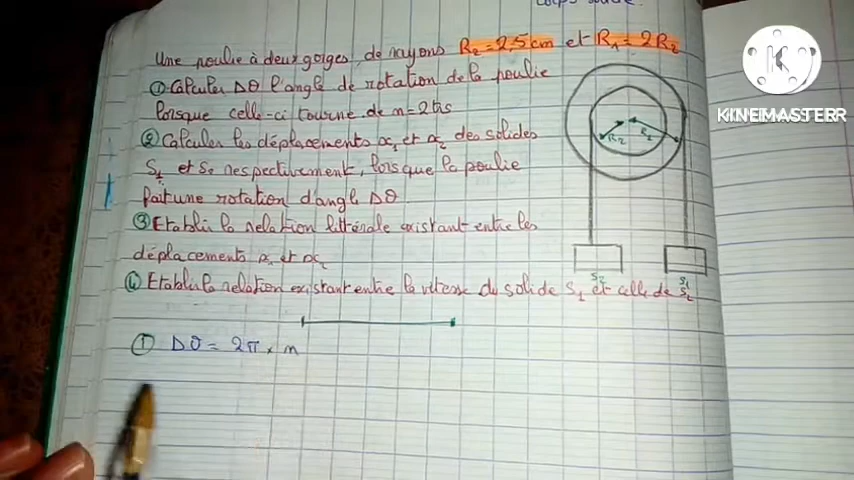 corps solide
Une poulie à deux gorges, de rayons R₂ = 2,5 cm et R₁ = 2R₂
① Calculer Δθ l'angle de rotation de la poulie
lorsque celle-ci tourne de n = 2 trs
② Calculer les déplacements x₁ et x₂ des solides
S₁ et S₂ respectivement, lorsque la poulie
fait une rotation d'angle Δθ
③ Etablir la relation littérale existant entre les
déplacements x₁ et x₂
④ Etablir la relation existant entre la vitesse du solide S₁ et celle de S₂
R₂
R₁
S₂
S₁
① Δθ = 2π × n
KINEMASTER